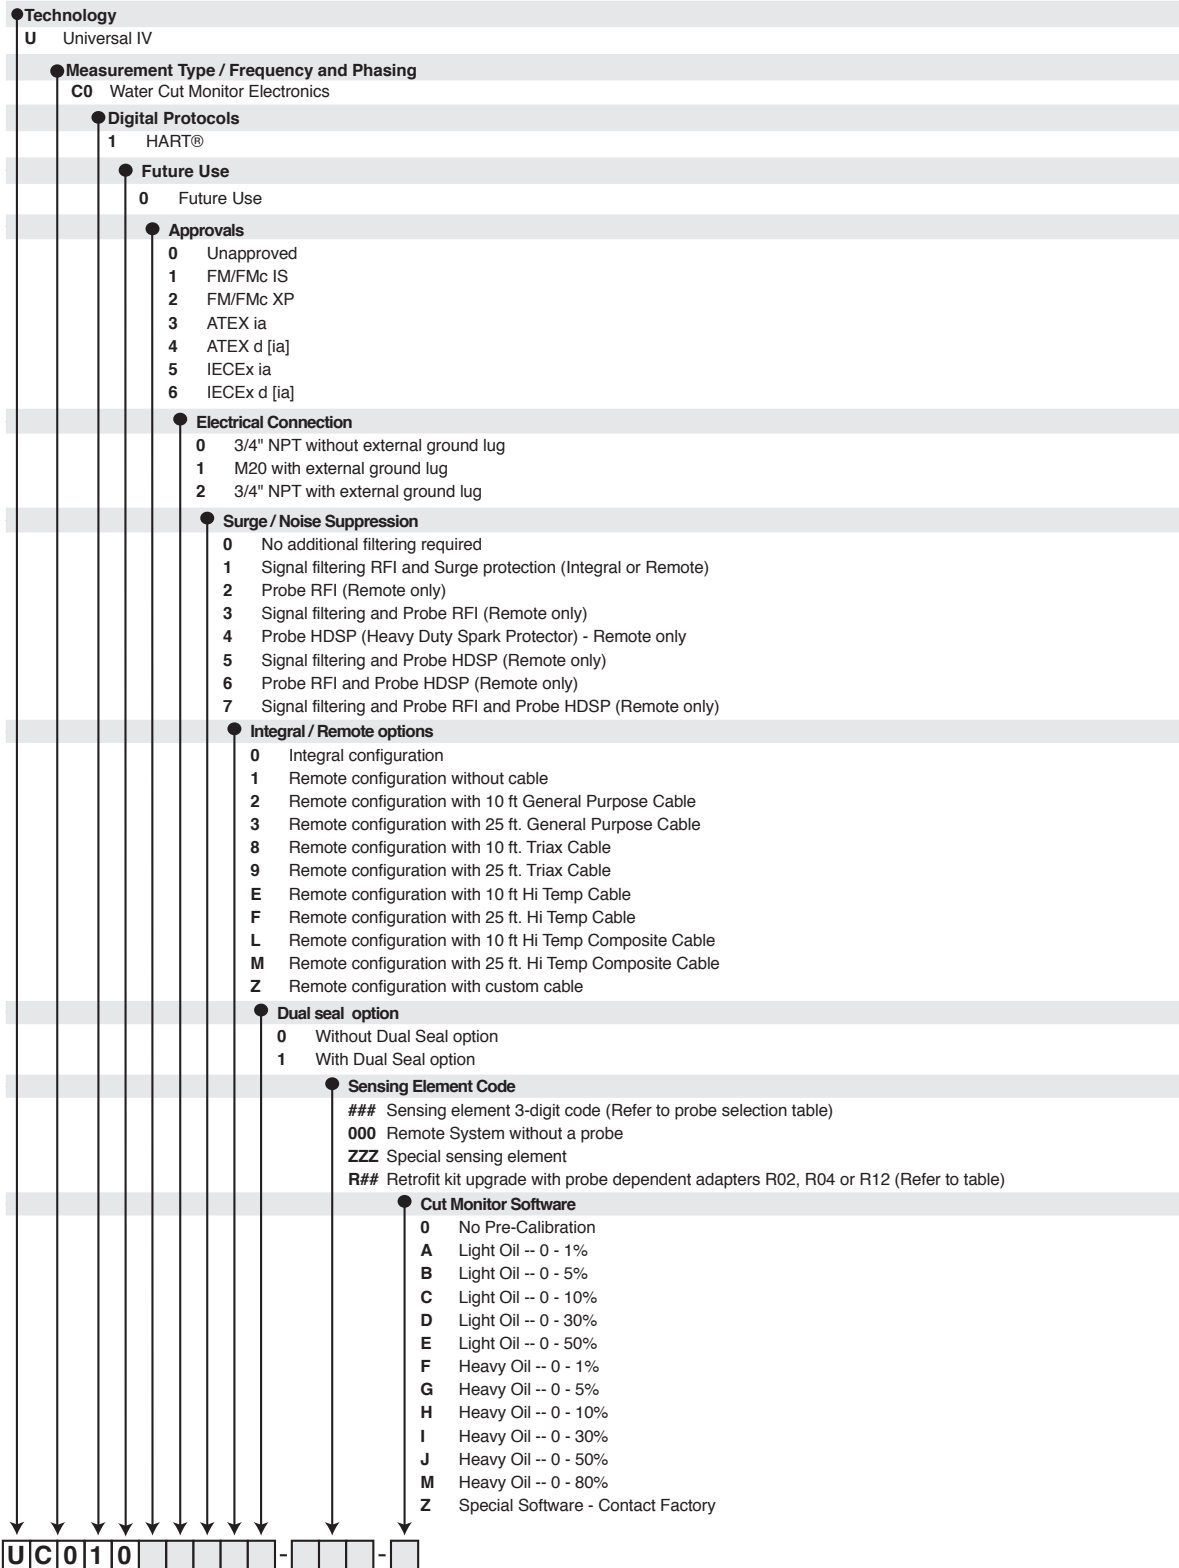 Technology
U Universal IV
Measurement Type / Frequency and Phasing
C0 Water Cut Monitor Electronics
Digital Protocols
1 HART®
Future Use
0 Future Use
Approvals
0 Unapproved
1 FM/FMc IS
2 FM/FMc XP
3 ATEX ia
4 ATEX d [ia]
5 IECEx ia
6 IECEx d [ia]
Electrical Connection
0 3/4" NPT without external ground lug
1 M20 with external ground lug
2 3/4" NPT with external ground lug
Surge / Noise Suppression
0 No additional filtering required
1 Signal filtering RFI and Surge protection (Integral or Remote)
2 Probe RFI (Remote only)
3 Signal filtering and Probe RFI (Remote only)
4 Probe HDSP (Heavy Duty Spark Protector) - Remote only
5 Signal filtering and Probe HDSP (Remote only)
6 Probe RFI and Probe HDSP (Remote only)
7 Signal filtering and Probe RFI and Probe HDSP (Remote only)
Integral / Remote options
0 Integral configuration
1 Remote configuration without cable
2 Remote configuration with 10 ft General Purpose Cable
3 Remote configuration with 25 ft. General Purpose Cable
8 Remote configuration with 10 ft. Triax Cable
9 Remote configuration with 25 ft. Triax Cable
E Remote configuration with 10 ft Hi Temp Cable
F Remote configuration with 25 ft. Hi Temp Cable
L Remote configuration with 10 ft Hi Temp Composite Cable
M Remote configuration with 25 ft. Hi Temp Composite Cable
Z Remote configuration with custom cable
Dual seal option
0 Without Dual Seal option
1 With Dual Seal option
Sensing Element Code
### Sensing element 3-digit code (Refer to probe selection table)
000 Remote System without a probe
ZZZ Special sensing element
R## Retrofit kit upgrade with probe dependent adapters R02, R04 or R12 (Refer to table)
Cut Monitor Software
0 No Pre-Calibration
A Light Oil -- 0 - 1%
B Light Oil -- 0 - 5%
C Light Oil -- 0 - 10%
D Light Oil -- 0 - 30%
E Light Oil -- 0 - 50%
F Heavy Oil -- 0 - 1%
G Heavy Oil -- 0 - 5%
H Heavy Oil -- 0 - 10%
I Heavy Oil -- 0 - 30%
J Heavy Oil -- 0 - 50%
M Heavy Oil -- 0 - 80%
Z Special Software - Contact Factory
U C 0 1 0 - -